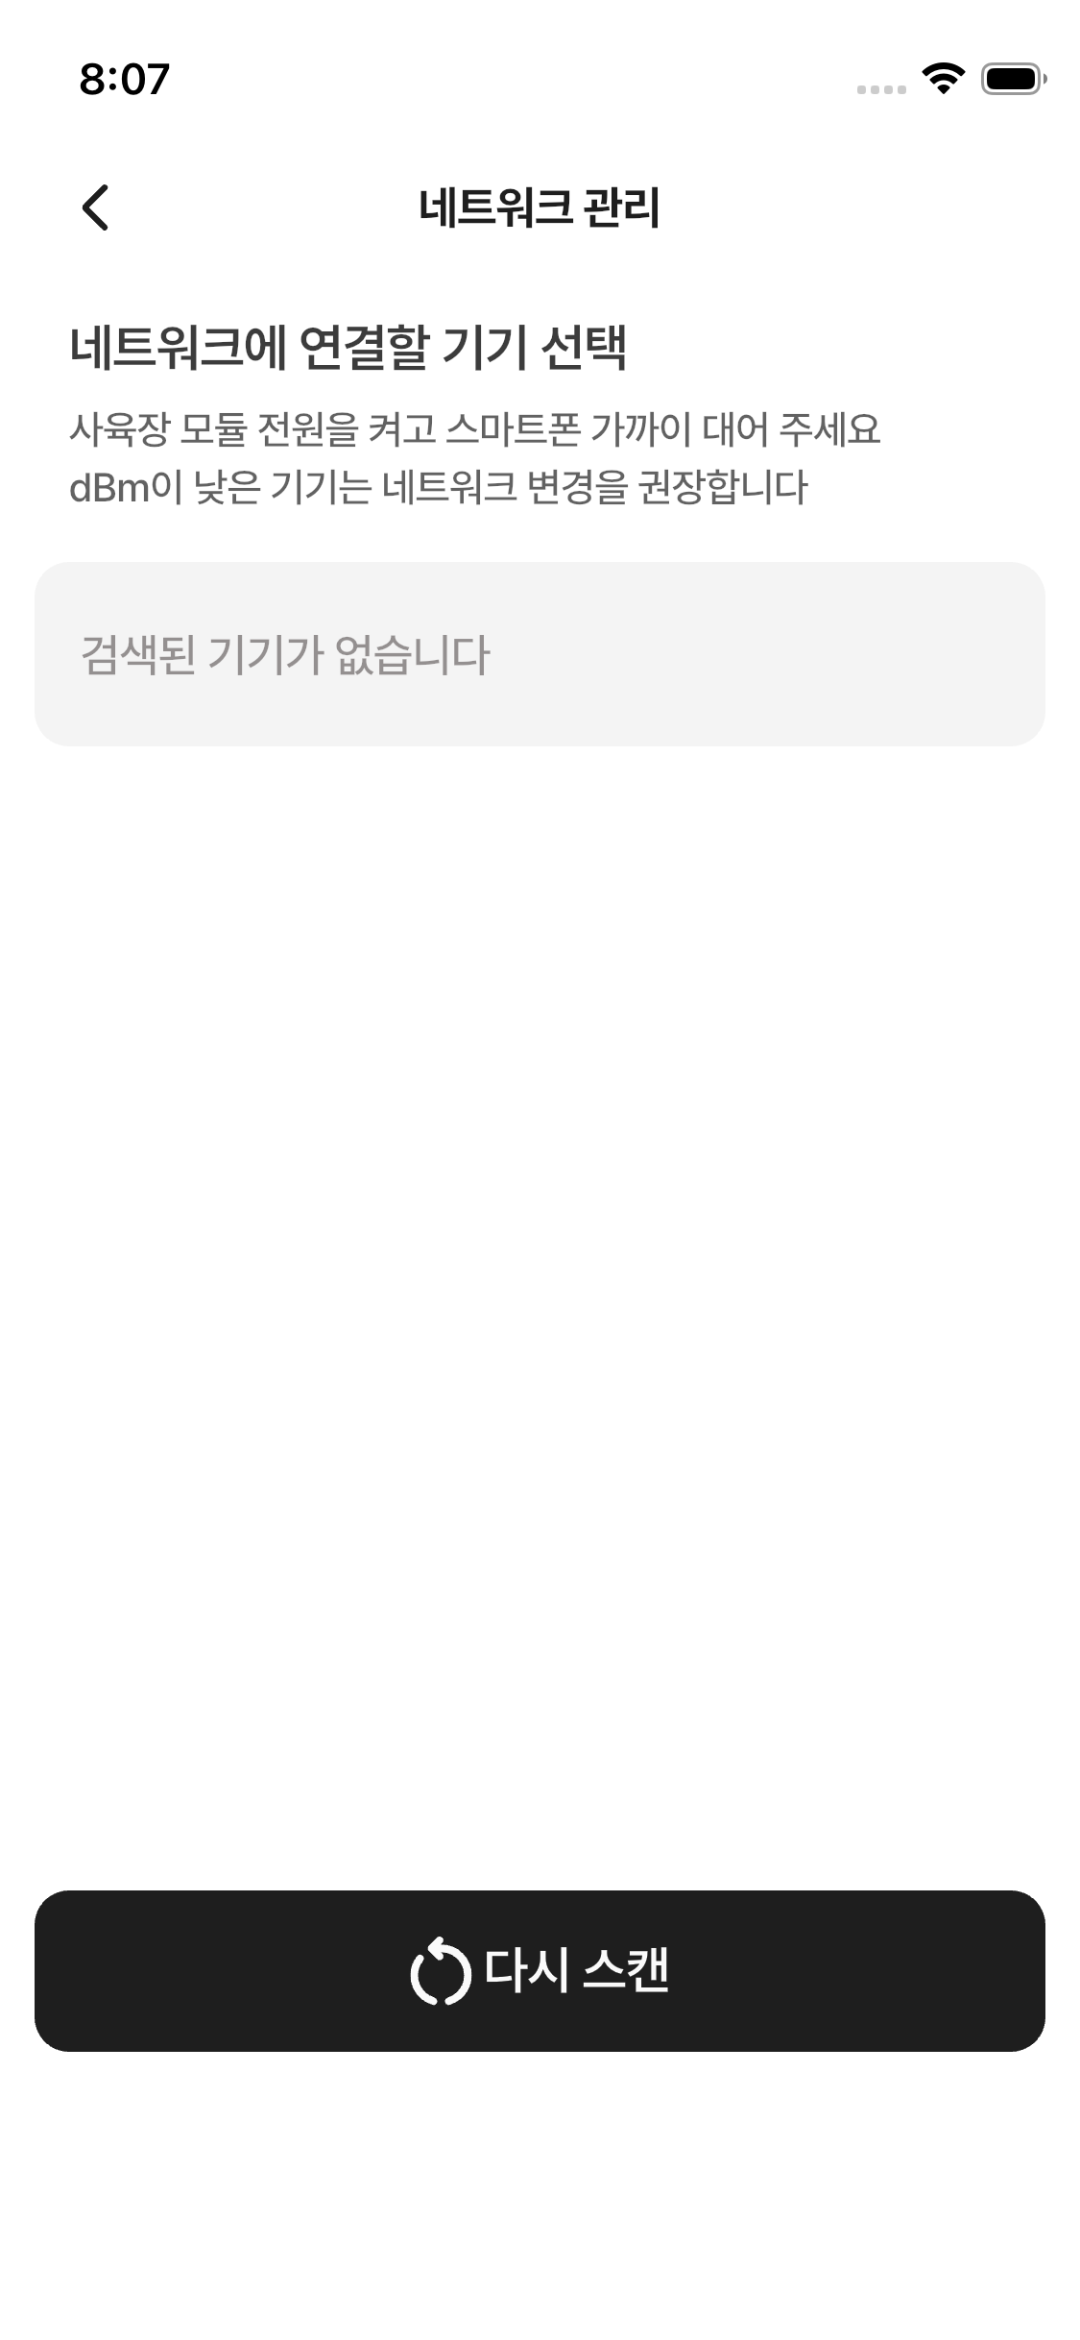 8:07
네트워크 관리
네트워크에 연결할 기기 선택
사육장 모듈 전원을 켜고 스마트폰 가까이 대어 주세요
dBm이 낮은 기기는 네트워크 변경을 권장합니다
검색된 기기가 없습니다
다시 스캔